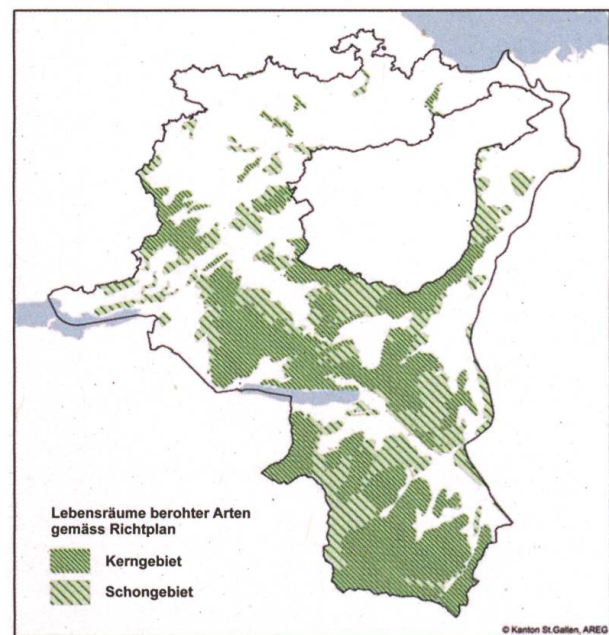 Lebensräume berohter Arten
gemäss Richtplan
Kerngebiet
Schongebiet
© Kanton St.Gallen, AREG